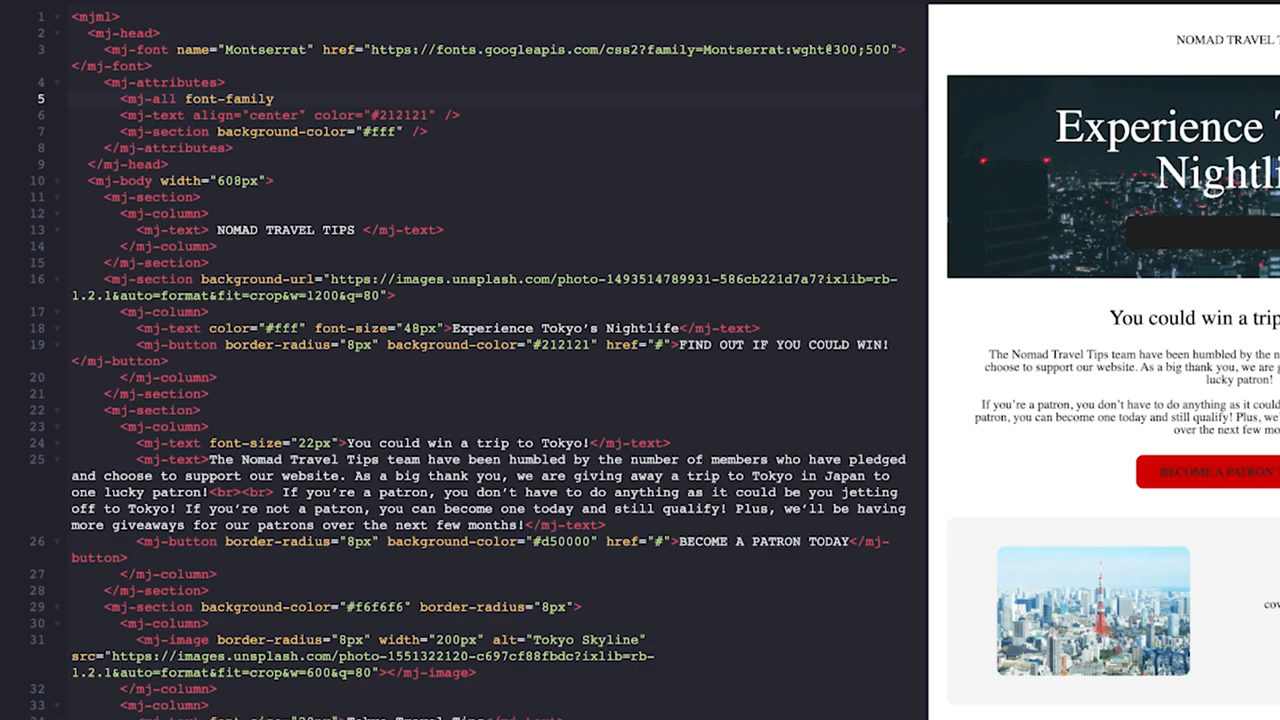 1 <mjml>
2 <mj-head>
3 <mj-font name="Montserrat" href="https://fonts.googleapis.com/css2?family=Montserrat:wght@300;500">
</mj-font>
4 <mj-attributes>
5 <mj-all font-family
6 <mj-text align="center" color="#212121" />
7 <mj-section background-color="#fff" />
8 </mj-attributes>
9 </mj-head>
10 <mj-body width="608px">
11 <mj-section>
12 <mj-column>
13 <mj-text> NOMAD TRAVEL TIPS </mj-text>
14 </mj-column>
15 </mj-section>
16 <mj-section background-url="https://images.unsplash.com/photo-1493514789931-586cb221d7a7?ixlib=rb-
1.2.1&auto=format&fit=crop&w=1200&q=80">
17 <mj-column>
18 <mj-text color="#fff" font-size="48px">Experience Tokyo’s Nightlife</mj-text>
19 <mj-button border-radius="8px" background-color="#212121" href="#">FIND OUT IF YOU COULD WIN!
</mj-button>
20 </mj-column>
21 </mj-section>
22 <mj-section>
23 <mj-column>
24 <mj-text font-size="22px">You could win a trip to Tokyo!</mj-text>
25 <mj-text>The Nomad Travel Tips team have been humbled by the number of members who have pledged
and choose to support our website. As a big thank you, we are giving away a trip to Tokyo in Japan to
one lucky patron!<br><br> If you’re a patron, you don’t have to do anything as it could be you jetting
off to Tokyo! If you’re not a patron, you can become one today and still qualify! Plus, we’ll be having
more giveaways for our patrons over the next few months!</mj-text>
26 <mj-button border-radius="8px" background-color="#d50000" href="#">BECOME A PATRON TODAY</mj-
button>
27 </mj-column>
28 </mj-section>
29 <mj-section background-color="#f6f6f6" border-radius="8px">
30 <mj-column>
31 <mj-image border-radius="8px" width="200px" alt="Tokyo Skyline"
src="https://images.unsplash.com/photo-1551322120-c697cf88fbdc?ixlib=rb-
1.2.1&auto=format&fit=crop&w=600&q=80"></mj-image>
32 </mj-column>
33 <mj-column>
NOMAD TRAVEL T
Experience T
Nightli
You could win a trip
The Nomad Travel Tips team have been humbled by the n
choose to support our website. As a big thank you, we are g
lucky patron!
If you’re a patron, you don’t have to do anything as it could
patron, you can become one today and still qualify! Plus, we’
over the next few mo
BECOME A PATRON
cov